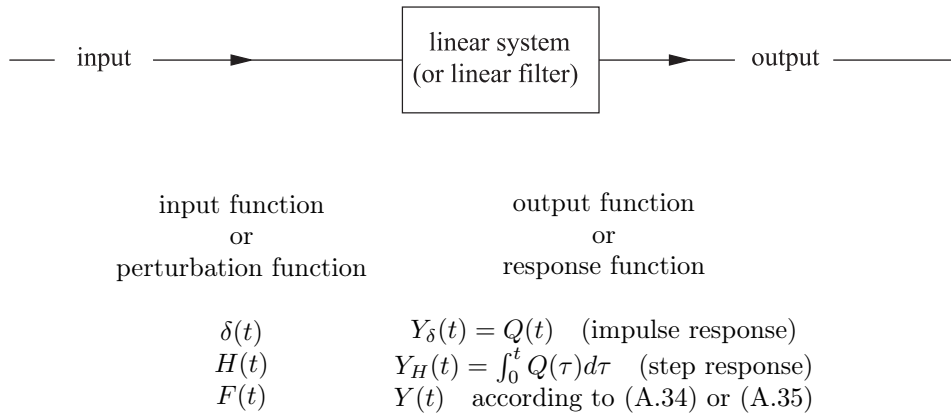 input
linear system
(or linear filter)
output
input function
or
perturbation function
output function
or
response function
δ(t) Y_δ(t) = Q(t) (impulse response)
H(t) Y_H(t) = ∫_0^t Q(τ)dτ (step response)
F(t) Y(t) according to (A.34) or (A.35)